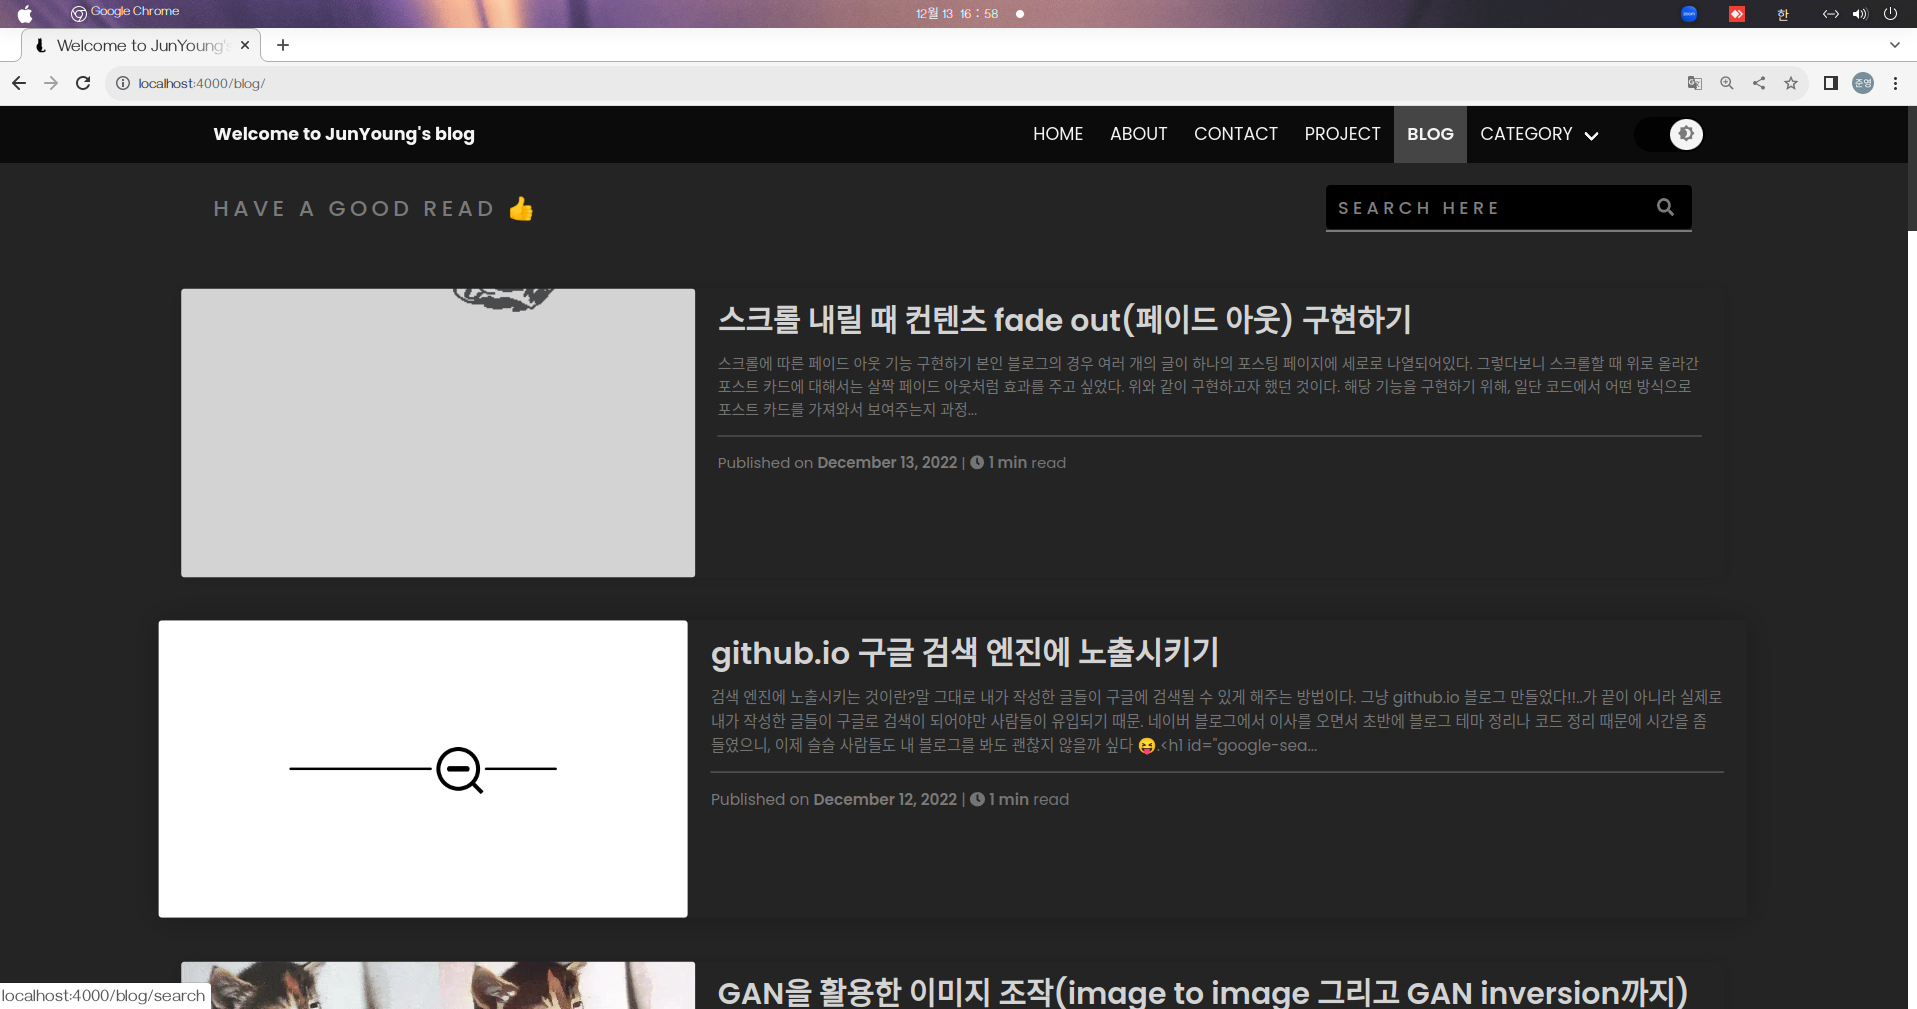 Google Chrome
12월 13 16 : 58
zoom
한
Welcome to JunYoung's
localhost:4000/blog/
준영
Welcome to JunYoung's blog
HOME
ABOUT
CONTACT
PROJECT
BLOG
CATEGORY
HAVE A GOOD READ 👍
SEARCH HERE
스크롤 내릴 때 컨텐츠 fade out(페이드 아웃) 구현하기
스크롤에 따른 페이드 아웃 기능 구현하기 본인 블로그의 경우 여러 개의 글이 하나의 포스팅 페이지에 세로로 나열되어있다. 그렇다보니 스크롤할 때 위로 올라간
포스트 카드에 대해서는 살짝 페이드 아웃처럼 효과를 주고 싶었다. 위와 같이 구현하고자 했던 것이다. 해당 기능을 구현하기 위해, 일단 코드에서 어떤 방식으로
포스트 카드를 가져와서 보여주는지 과정...
Published on December 13, 2022 | 1 min read
github.io 구글 검색 엔진에 노출시키기
검색 엔진에 노출시키는 것이란?말 그대로 내가 작성한 글들이 구글에 검색될 수 있게 해주는 방법이다. 그냥 github.io 블로그 만들었다!!..가 끝이 아니라 실제로
내가 작성한 글들이 구글로 검색이 되어야만 사람들이 유입되기 때문. 네이버 블로그에서 이사를 오면서 초반에 블로그 테마 정리나 코드 정리 때문에 시간을 좀
들였으니, 이제 슬슬 사람들도 내 블로그를 봐도 괜찮지 않을까 싶다 😝.<h1 id="google-sea...
Published on December 12, 2022 | 1 min read
GAN을 활용한 이미지 조작(image to image 그리고 GAN inversion까지)
localhost:4000/blog/search